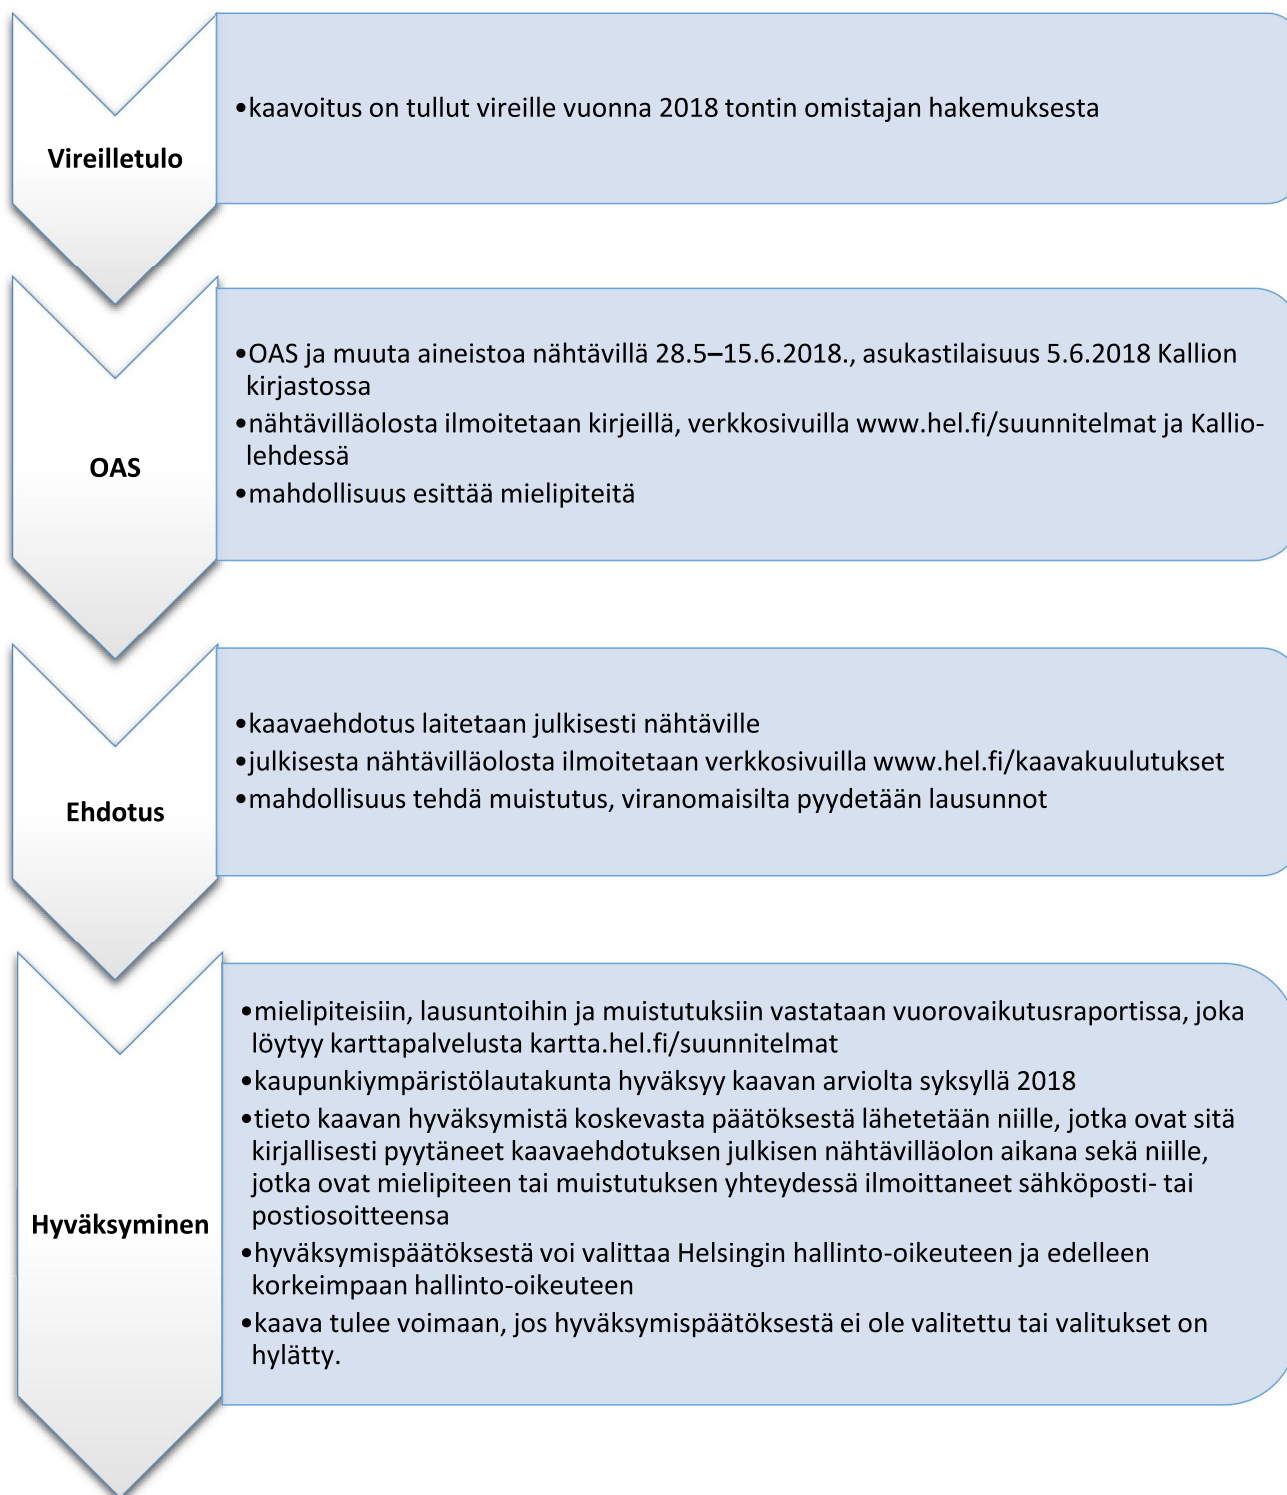 Vireilletulo
•kaavoitus on tullut vireille vuonna 2018 tontin omistajan hakemuksesta
OAS
•OAS ja muuta aineistoa nähtävillä 28.5–15.6.2018., asukastilaisuus 5.6.2018 Kallion
kirjastossa
•nähtävilläolosta ilmoitetaan kirjeillä, verkkosivuilla www.hel.fi/suunnitelmat ja Kallio-
lehdessä
•mahdollisuus esittää mielipiteitä
Ehdotus
•kaavaehdotus laitetaan julkisesti nähtäville
•julkisesta nähtävilläolosta ilmoitetaan verkkosivuilla www.hel.fi/kaavakuulutukset
•mahdollisuus tehdä muistutus, viranomaisilta pyydetään lausunnot
Hyväksyminen
•mielipiteisiin, lausuntoihin ja muistutuksiin vastataan vuorovaikutusraportissa, joka
löytyy karttapalvelusta kartta.hel.fi/suunnitelmat
•kaupunkiympäristölautakunta hyväksyy kaavan arviolta syksyllä 2018
•tieto kaavan hyväksymistä koskevasta päätöksestä lähetetään niille, jotka ovat sitä
kirjallisesti pyytäneet kaavaehdotuksen julkisen nähtävilläolon aikana sekä niille,
jotka ovat mielipiteen tai muistutuksen yhteydessä ilmoittaneet sähköposti- tai
postiosoitteensa
•hyväksymispäätöksestä voi valittaa Helsingin hallinto-oikeuteen ja edelleen
korkeimpaan hallinto-oikeuteen
•kaava tulee voimaan, jos hyväksymispäätöksestä ei ole valitettu tai valitukset on
hylätty.